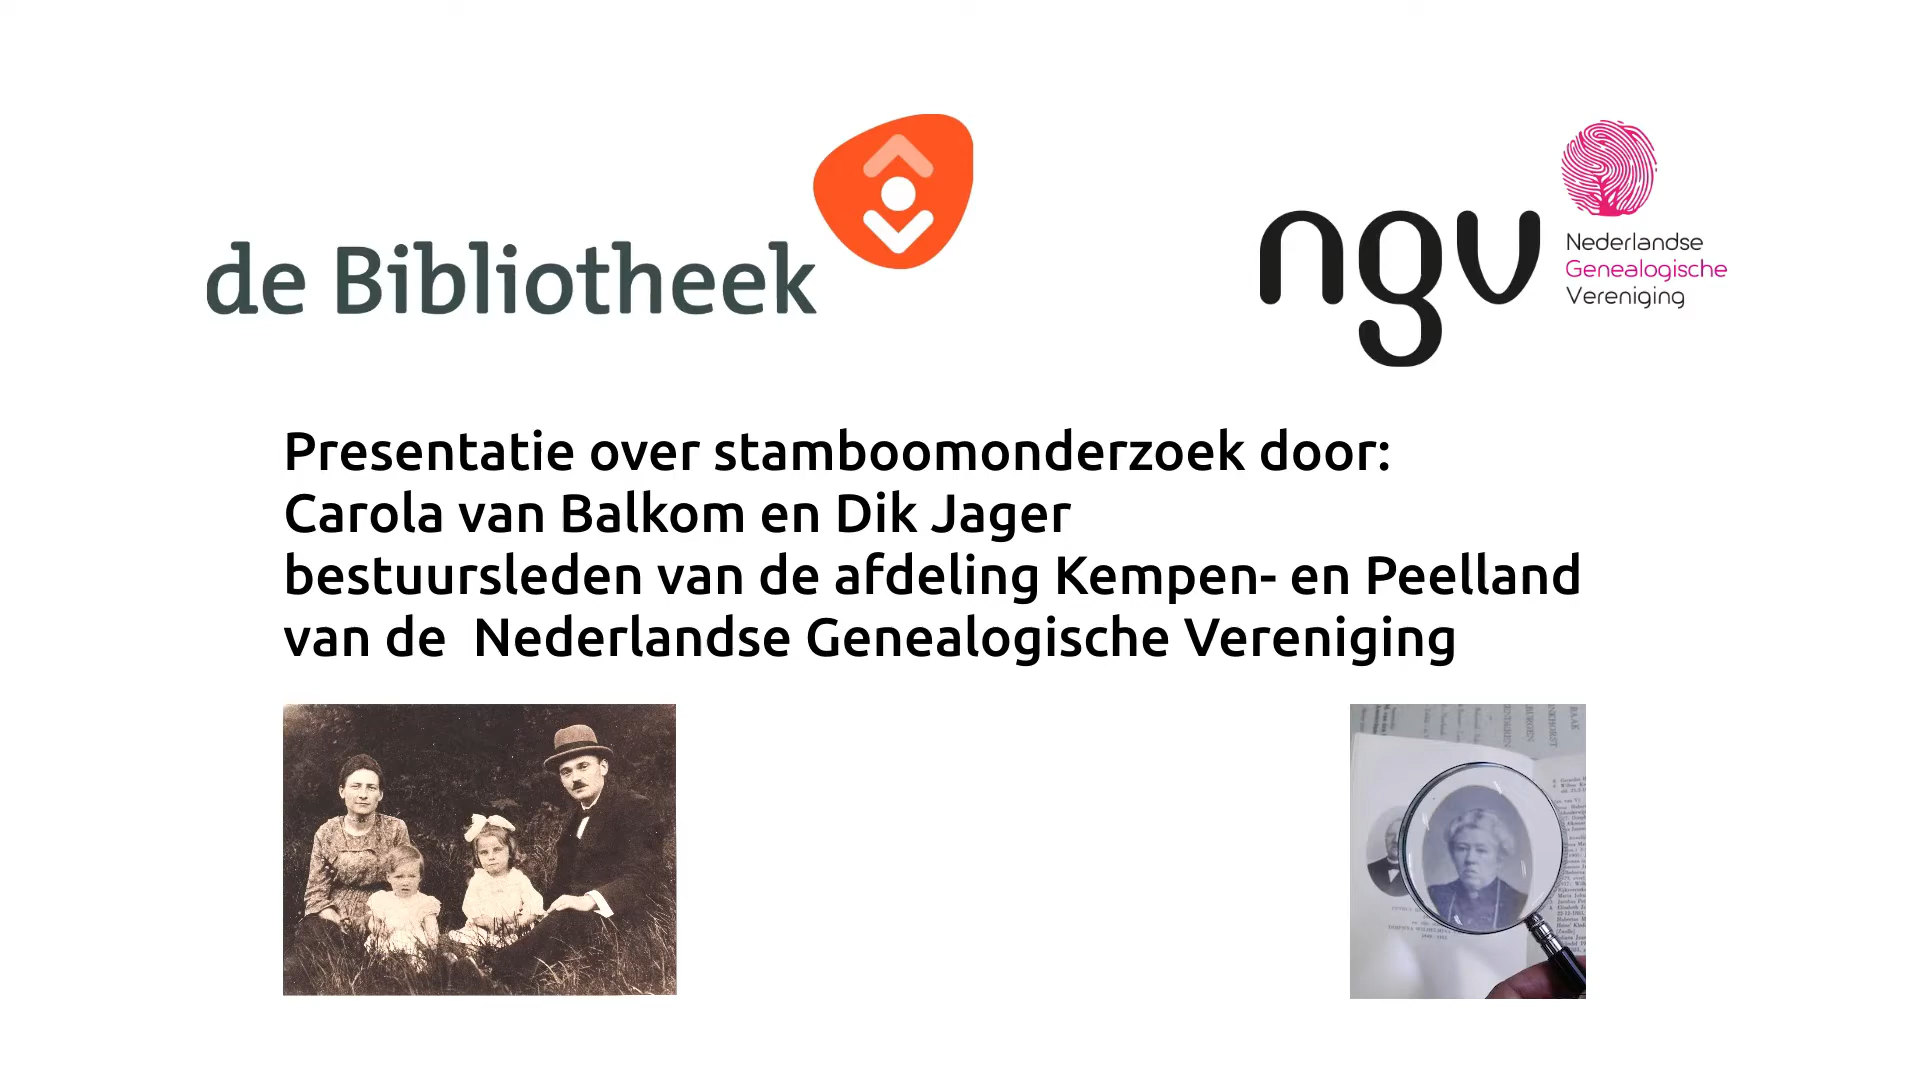 de Bibliotheek
ngv
Nederlandse
Genealogische
Vereniging
Presentatie over stamboomonderzoek door:
Carola van Balkom en Dik Jager
bestuursleden van de afdeling Kempen- en Peelland
van de  Nederlandse Genealogische Vereniging